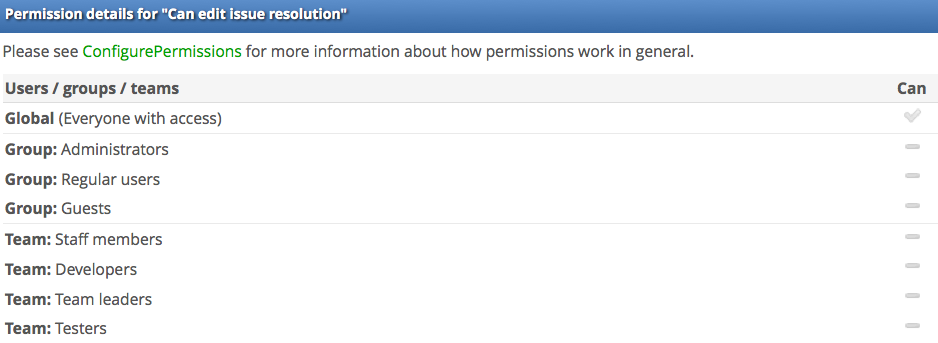 Permission details for "Can edit issue resolution"
Please see ConfigurePermissions for more information about how permissions work in general.
Users / groups / teams Can
Global (Everyone with access)
Group: Administrators
Group: Regular users
Group: Guests
Team: Staff members
Team: Developers
Team: Team leaders
Team: Testers